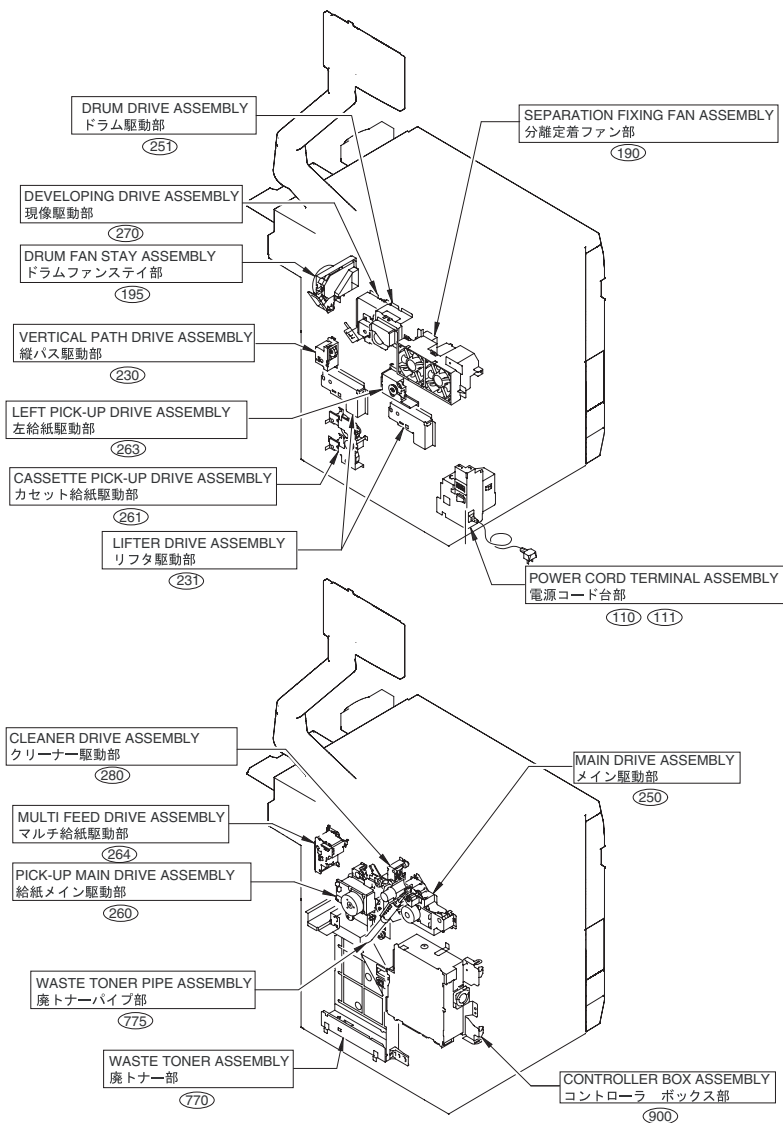 DRUM DRIVE ASSEMBLY
ドラム駆動部
251
SEPARATION FIXING FAN ASSEMBLY
分離定着ファン部
190
DEVELOPING DRIVE ASSEMBLY
現像駆動部
270
DRUM FAN STAY ASSEMBLY
ドラムファンステイ部
195
VERTICAL PATH DRIVE ASSEMBLY
縦パス駆動部
230
LEFT PICK-UP DRIVE ASSEMBLY
左給紙駆動部
263
CASSETTE PICK-UP DRIVE ASSEMBLY
カセット給紙駆動部
261
LIFTER DRIVE ASSEMBLY
リフタ駆動部
231
POWER CORD TERMINAL ASSEMBLY
電源コード台部
110 111
CLEANER DRIVE ASSEMBLY
クリーナー駆動部
280
MAIN DRIVE ASSEMBLY
メイン駆動部
250
MULTI FEED DRIVE ASSEMBLY
マルチ給紙駆動部
264
PICK-UP MAIN DRIVE ASSEMBLY
給紙メイン駆動部
260
WASTE TONER PIPE ASSEMBLY
廃トナーパイプ部
775
WASTE TONER ASSEMBLY
廃トナー部
770
CONTROLLER BOX ASSEMBLY
コントローラ　ボックス部
900